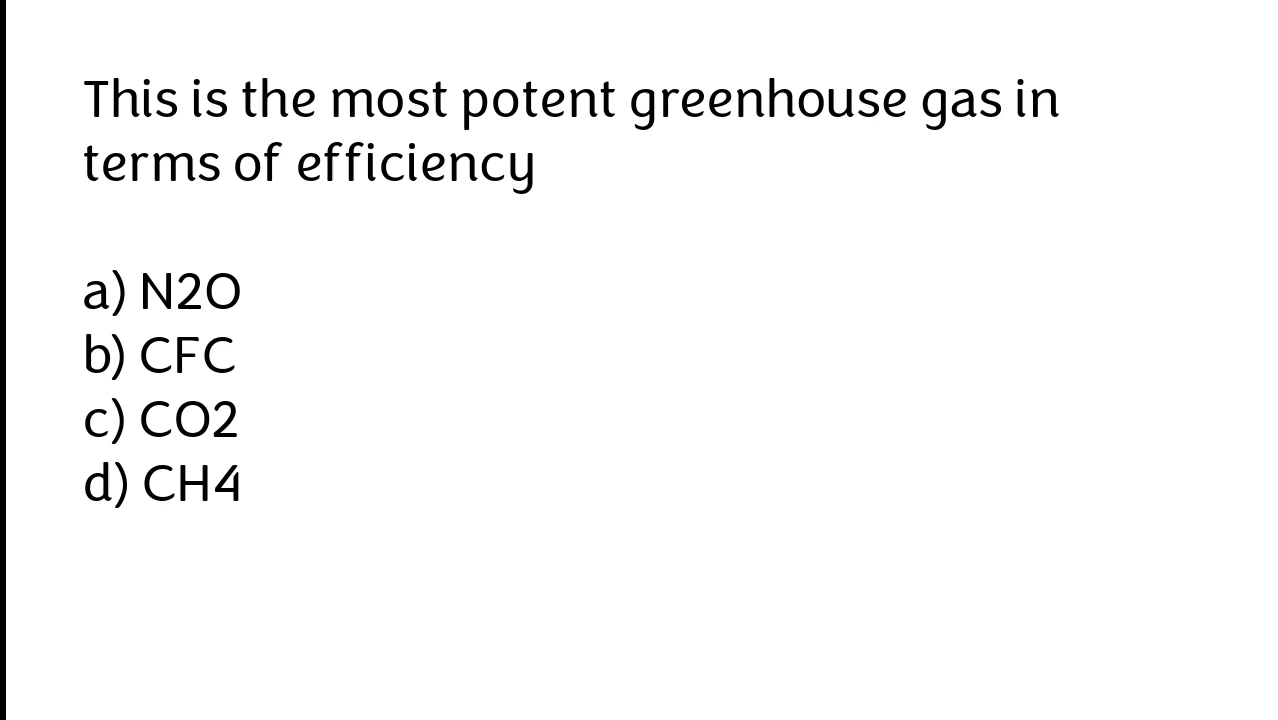 This is the most potent greenhouse gas in
terms of efficiency
a) N2O
b) CFC
c) CO2
d) CH4